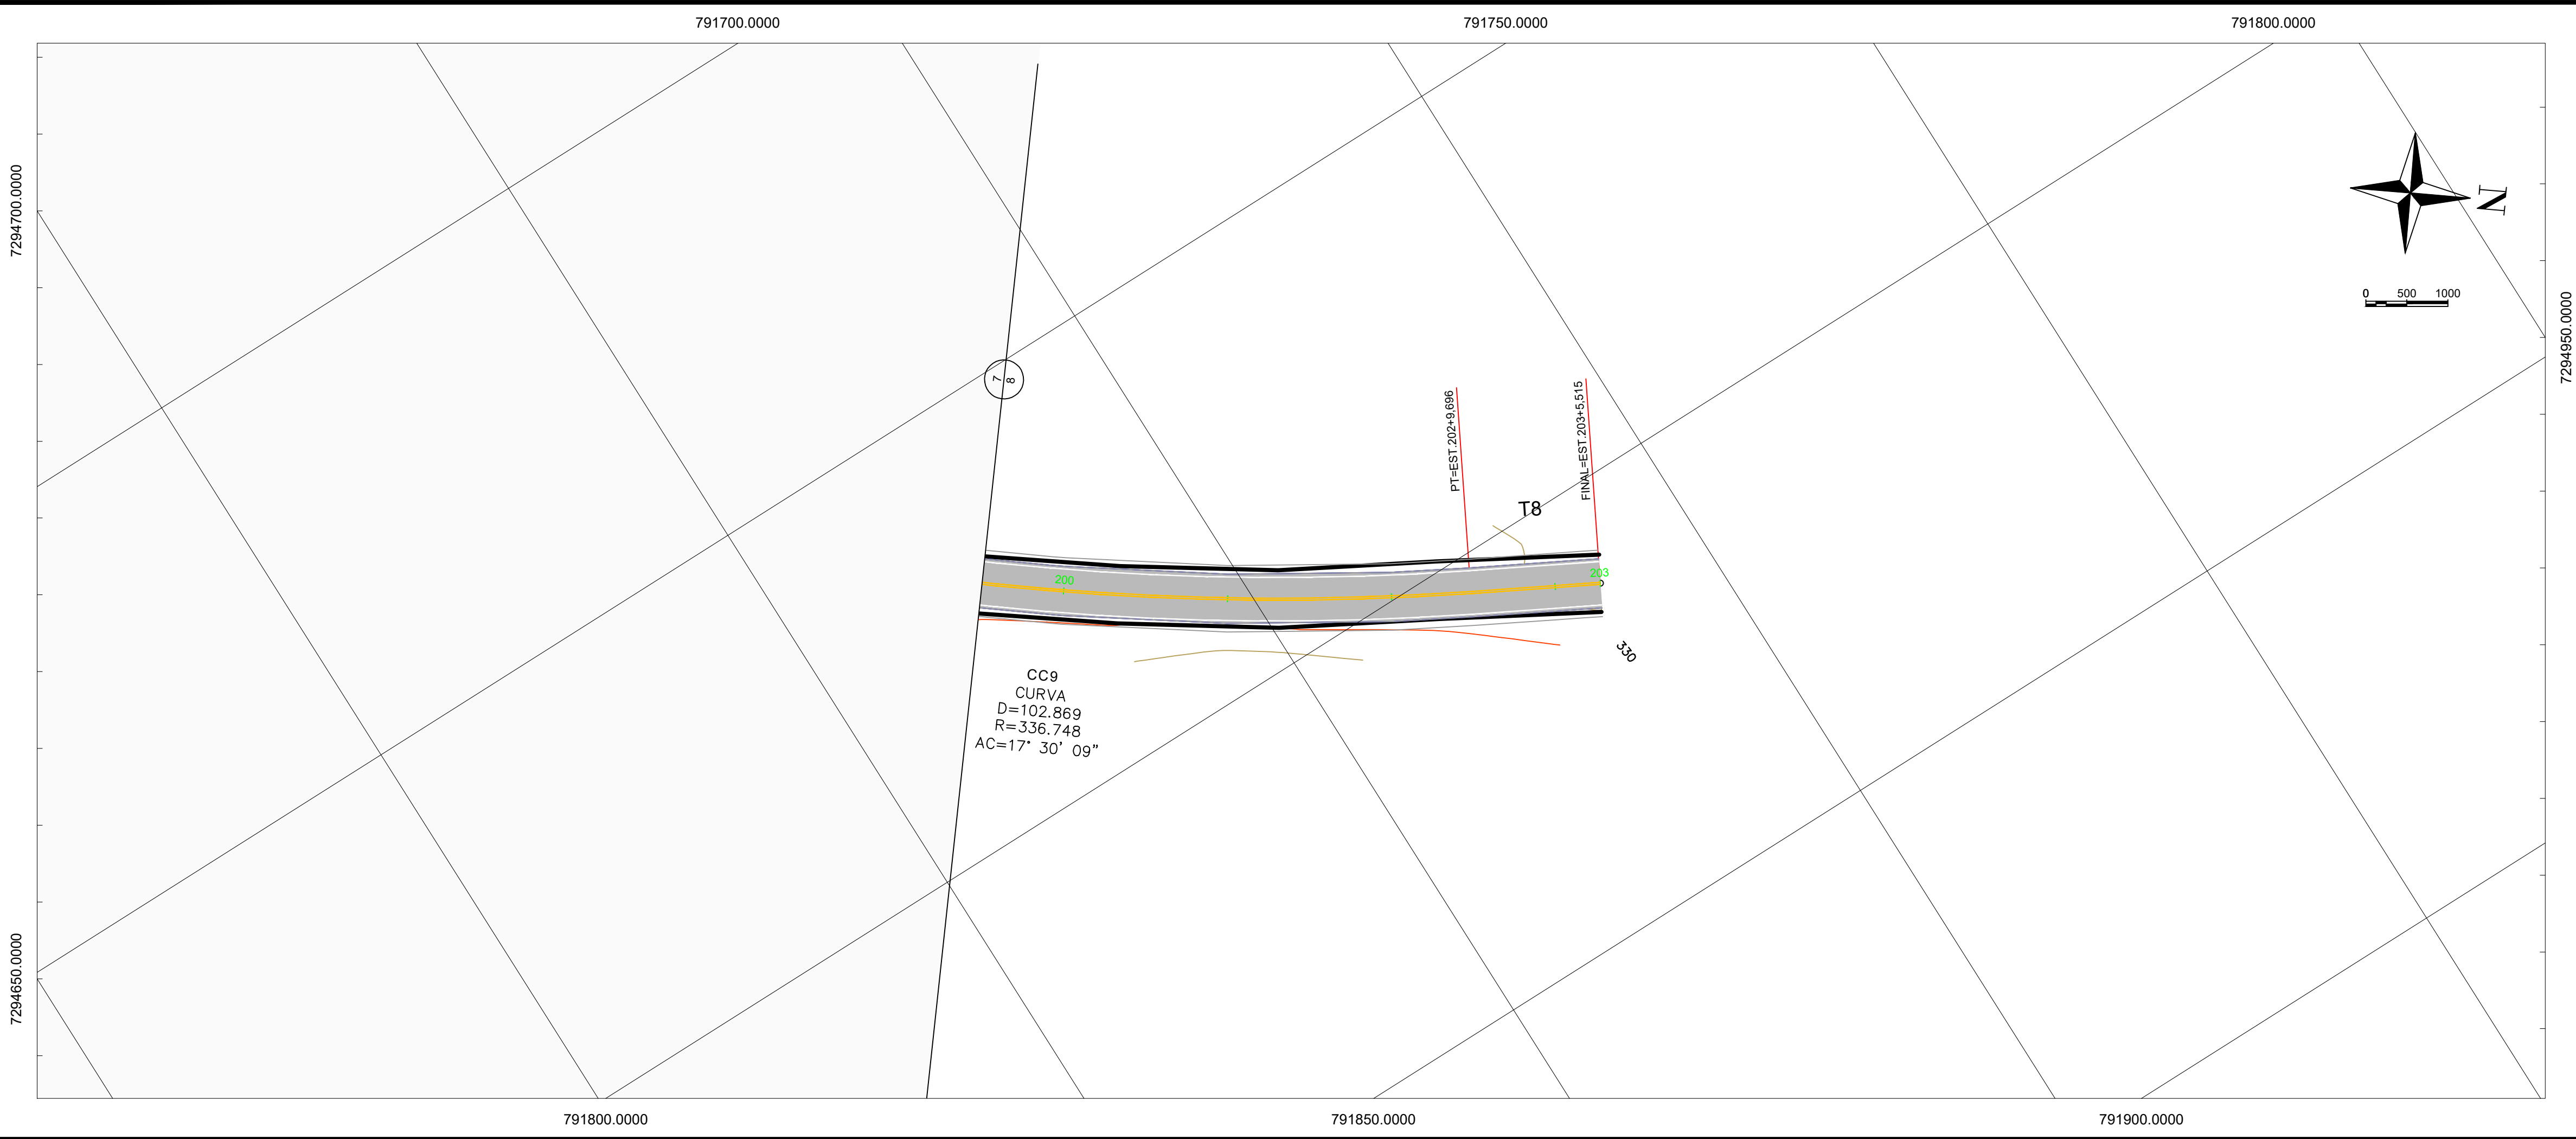 791700.0000
791750.0000
791800.0000
7294700.0000
N
0 500 1000
7294950.0000
7
8
PT=EST.202+9,696
FINAL=EST.203+5,515
T8
200
203
330
CC9
CURVA
D=102.869
R=336.748
AC=17° 30' 09"
7294650.0000
791800.0000
791850.0000
791900.0000